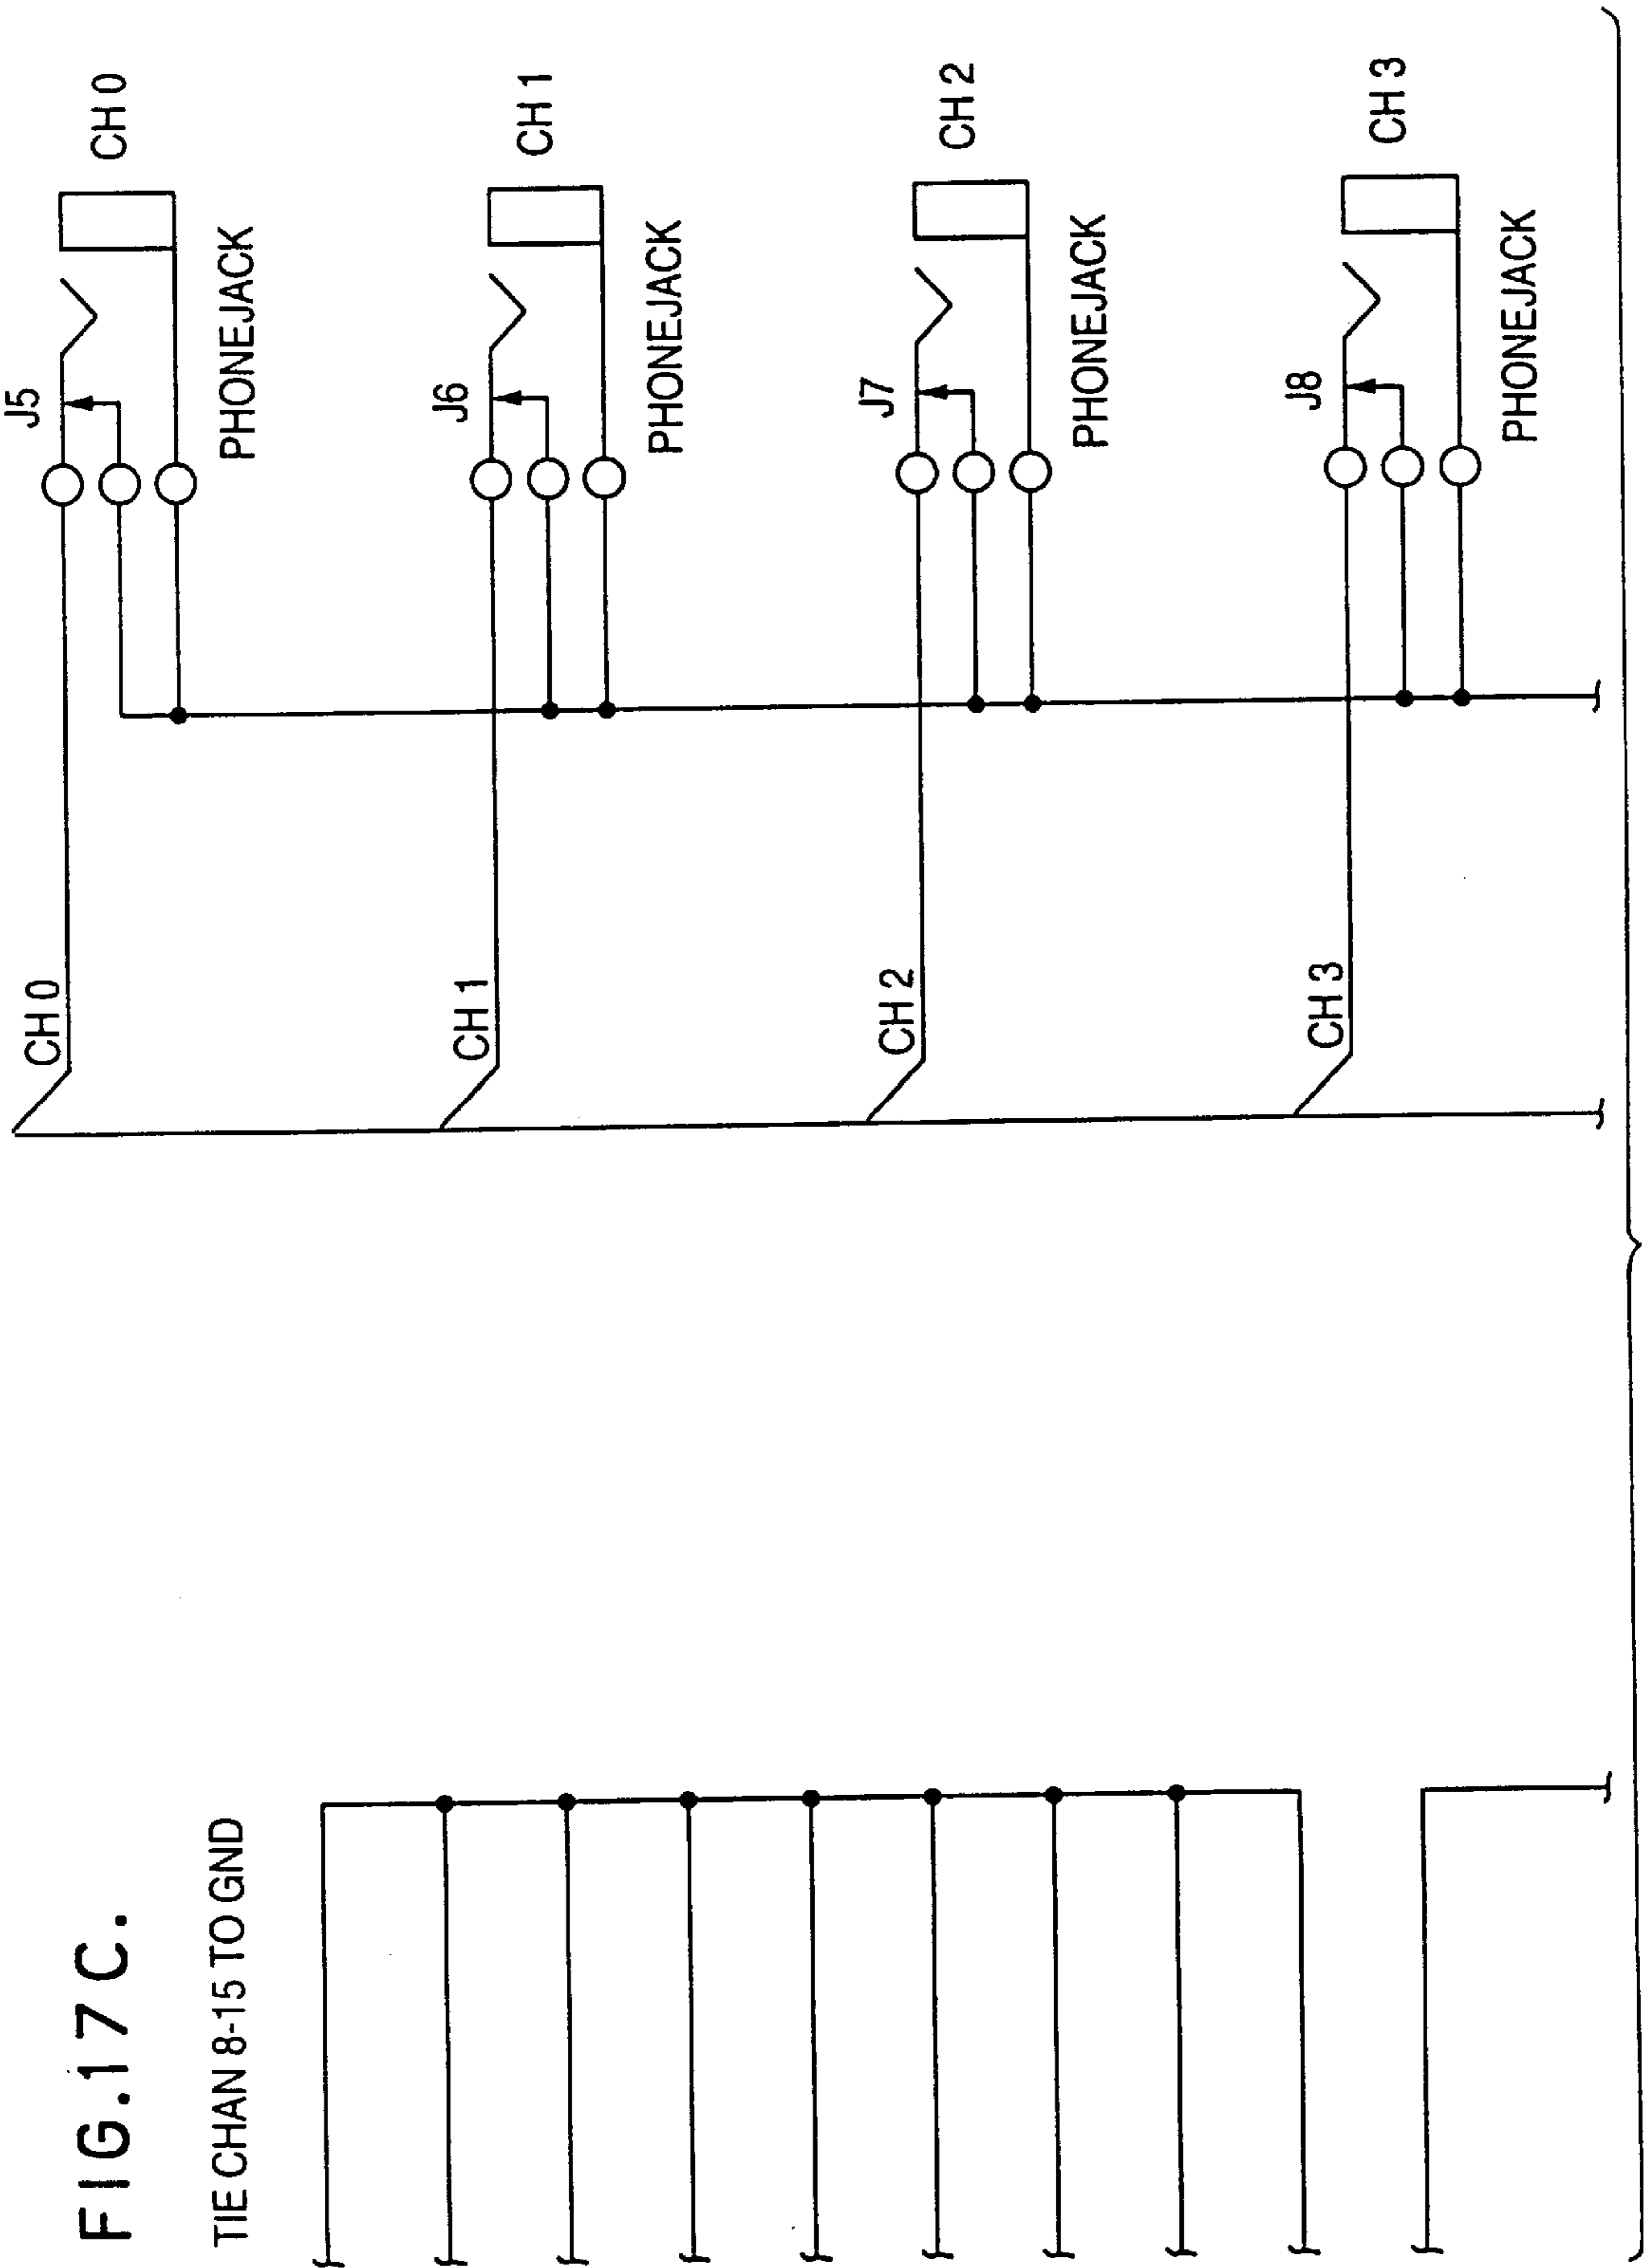 FIG.17C.
TIE CHAN 8-15 TO GND
CH 0
J5
CH 0
PHONEJACK
CH 1
J6
CH 1
PHONEJACK
CH 2
J7
CH 2
PHONEJACK
CH 3
J8
CH 3
PHONEJACK